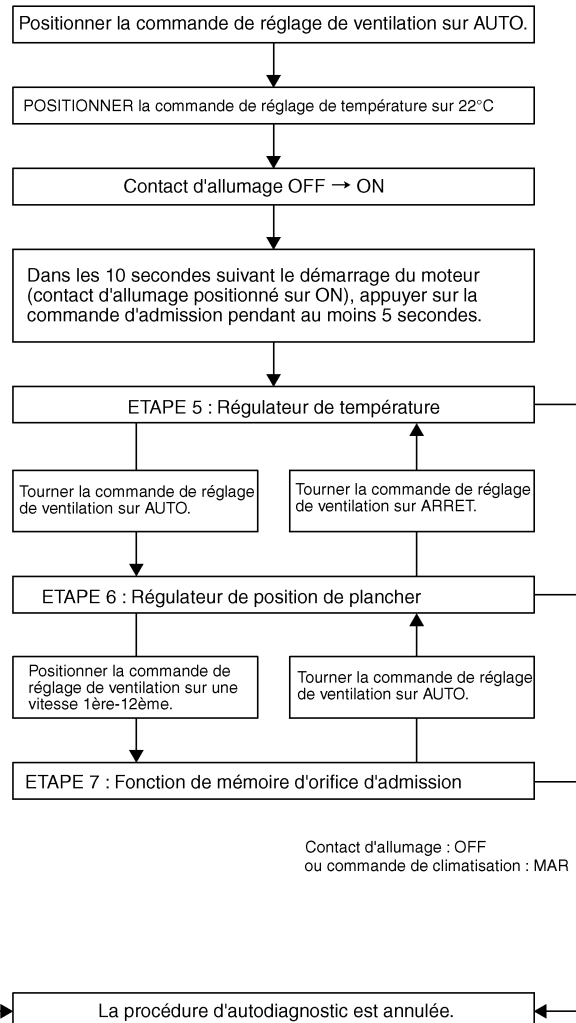 Positionner la commande de réglage de ventilation sur AUTO.
POSITIONNER la commande de réglage de température sur 22°C
Contact d'allumage OFF → ON
Dans les 10 secondes suivant le démarrage du moteur
(contact d'allumage positionné sur ON), appuyer sur la
commande d'admission pendant au moins 5 secondes.
ETAPE 5 : Régulateur de température
Tourner la commande de réglage
de ventilation sur AUTO.
Tourner la commande de réglage
de ventilation sur ARRET.
ETAPE 6 : Régulateur de position de plancher
Positionner la commande de
réglage de ventilation sur une
vitesse 1ère-12ème.
Tourner la commande de réglage
de ventilation sur AUTO.
ETAPE 7 : Fonction de mémoire d'orifice d'admission
Contact d'allumage : OFF
ou commande de climatisation : MAR
La procédure d'autodiagnostic est annulée.